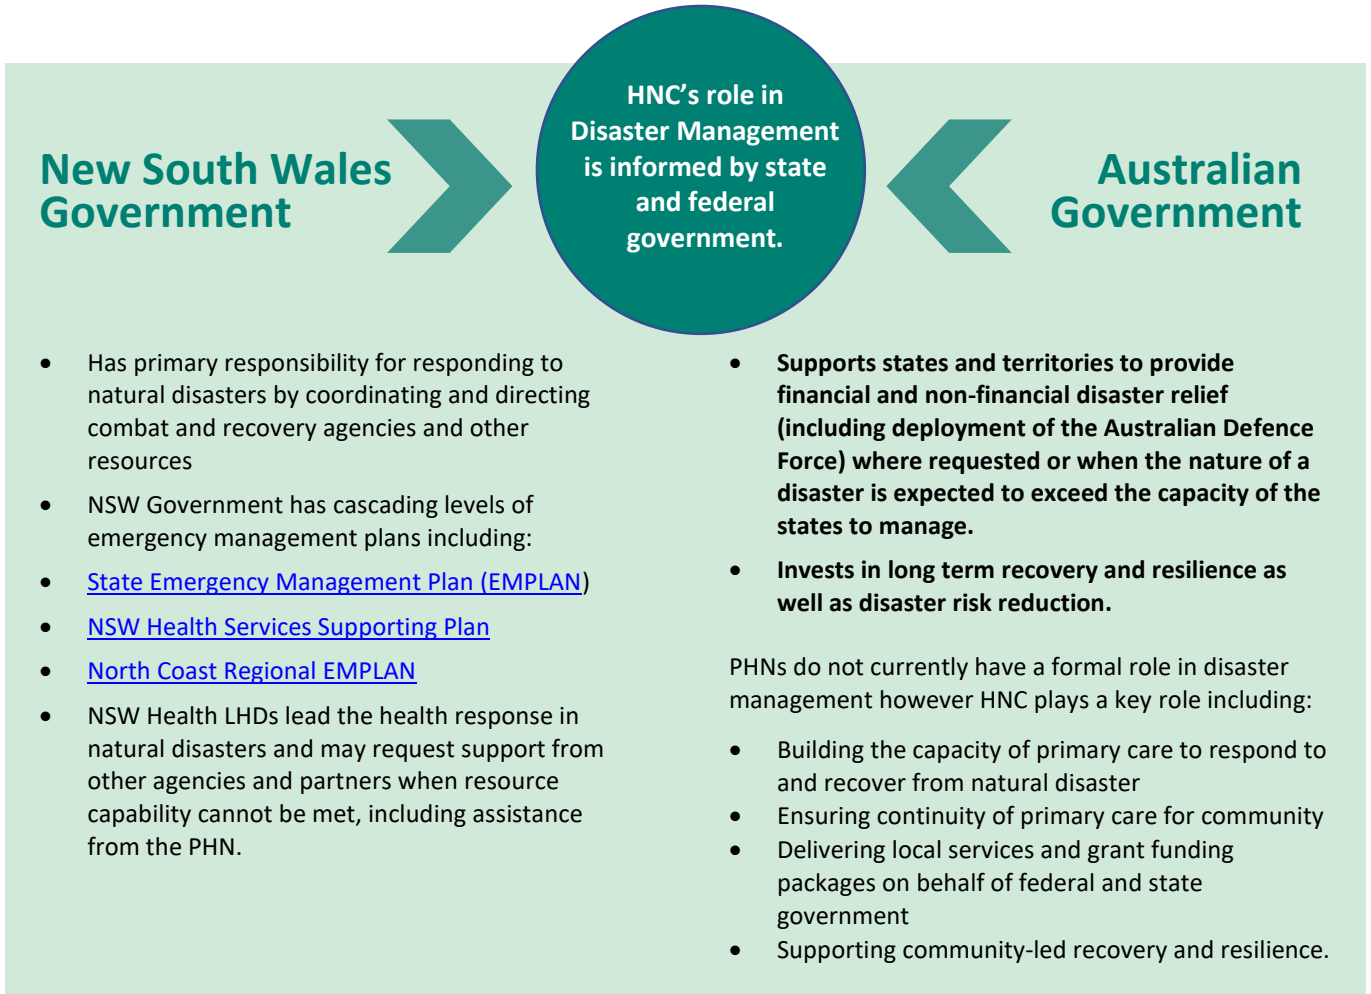 HNC’s role in
Disaster Management
is informed by state
and federal
government.
New South Wales
Government
Australian
Government
• Has primary responsibility for responding to
natural disasters by coordinating and directing
combat and recovery agencies and other
resources
• NSW Government has cascading levels of
emergency management plans including:
• State Emergency Management Plan (EMPLAN)
• NSW Health Services Supporting Plan
• North Coast Regional EMPLAN
• NSW Health LHDs lead the health response in
natural disasters and may request support from
other agencies and partners when resource
capability cannot be met, including assistance
from the PHN.
• Supports states and territories to provide
financial and non-financial disaster relief
(including deployment of the Australian Defence
Force) where requested or when the nature of a
disaster is expected to exceed the capacity of the
states to manage.
• Invests in long term recovery and resilience as
well as disaster risk reduction.
PHNs do not currently have a formal role in disaster
management however HNC plays a key role including:
• Building the capacity of primary care to respond to
and recover from natural disaster
• Ensuring continuity of primary care for community
• Delivering local services and grant funding
packages on behalf of federal and state
government
• Supporting community-led recovery and resilience.